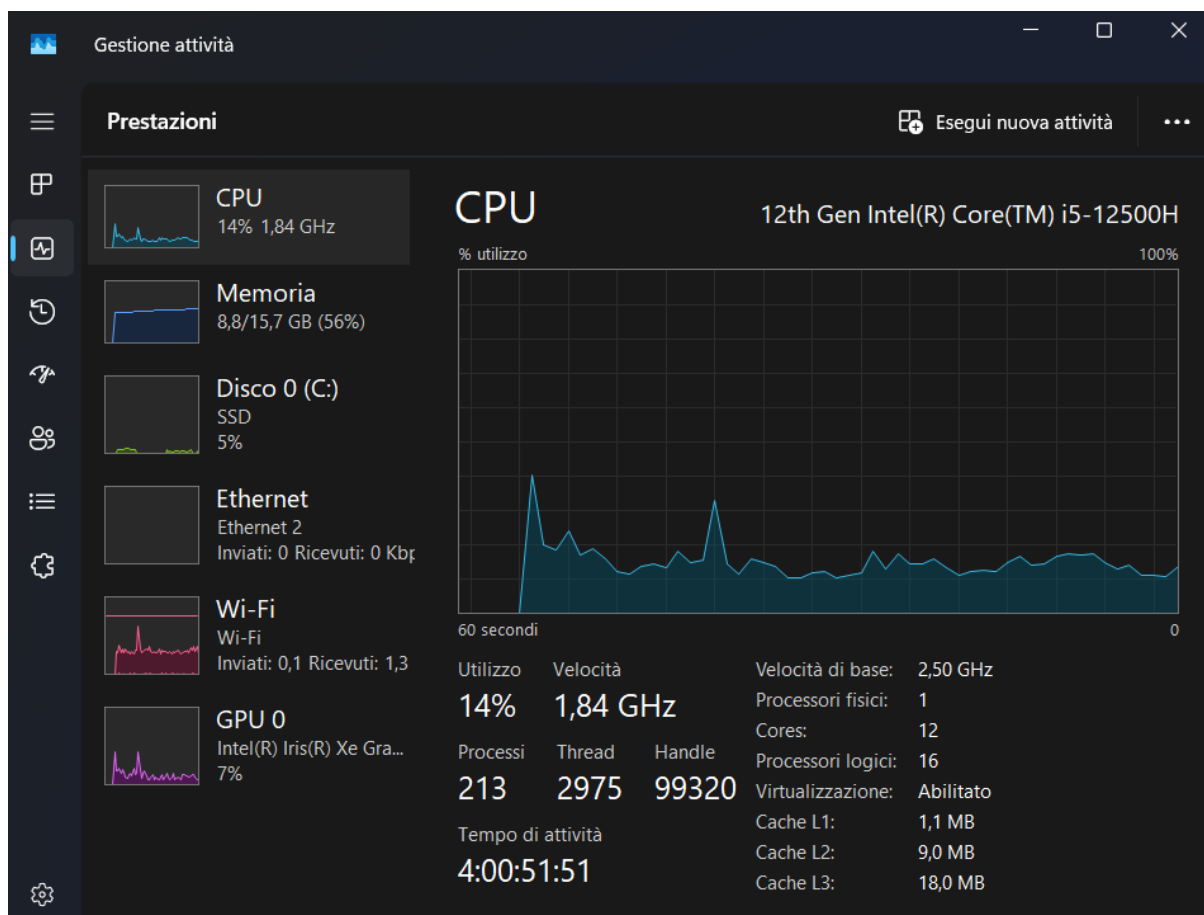 Gestione attività
Prestazioni
Esegui nuova attività
CPU
14% 1,84 GHz
Memoria
8,8/15,7 GB (56%)
Disco 0 (C:)
SSD
5%
Ethernet
Ethernet 2
Inviati: 0 Ricevuti: 0 Kbp
Wi-Fi
Wi-Fi
Inviati: 0,1 Ricevuti: 1,3
GPU 0
Intel(R) Iris(R) Xe Gra...
7%
CPU
12th Gen Intel(R) Core(TM) i5-12500H
% utilizzo
100%
60 secondi
0
Utilizzo
Velocità
14%
1,84 GHz
Processi
Thread
Handle
213
2975
99320
Tempo di attività
4:00:51:51
Velocità di base: 2,50 GHz
Processori fisici: 1
Cores: 12
Processori logici: 16
Virtualizzazione: Abilitato
Cache L1: 1,1 MB
Cache L2: 9,0 MB
Cache L3: 18,0 MB